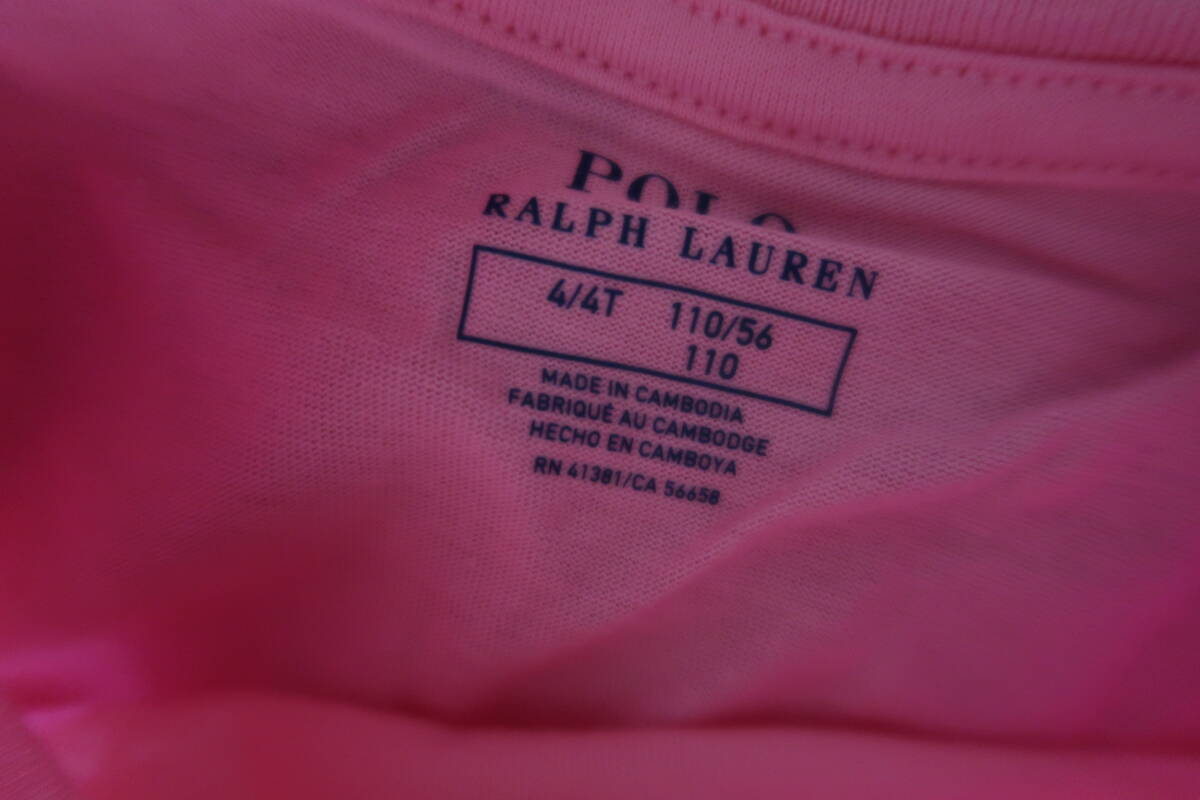 POLO
RALPH LAUREN
4/4T 110/56
110
MADE IN CAMBODIA
FABRIQUÉ AU CAMBODGE
HECHO EN CAMBOYA
RN 41381/CA 56658